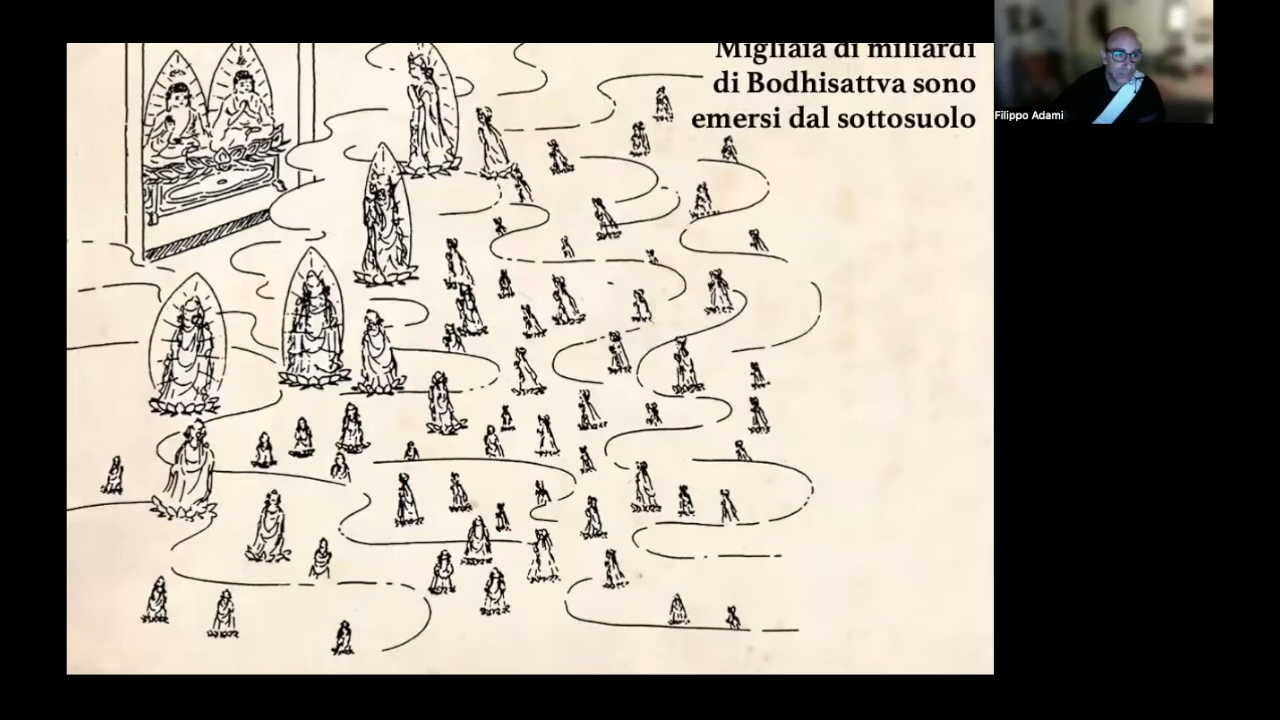 Migliaia di miliardi
di Bodhisattva sono
emersi dal sottosuolo
Filippo Adami